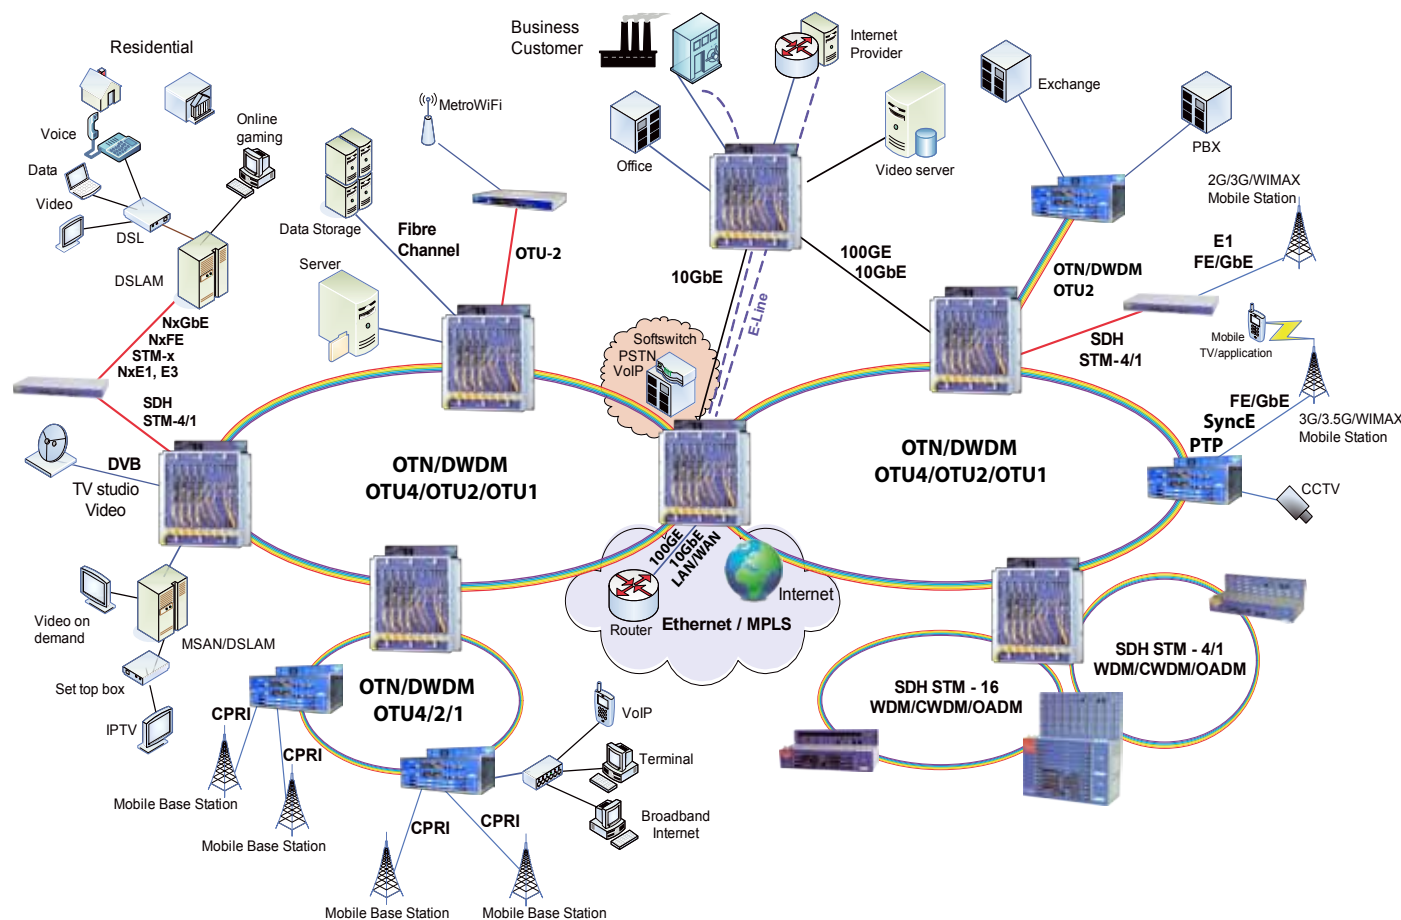 Residential
Voice
Data
Video
DSL
Online
gaming
DSLAM
NxGbE
NxFE
STM-x
NxE1, E3
SDH
STM-4/1
DVB
TV studio
Video
Video on
demand
MSAN/DSLAM
Set top box
IPTV
MetroWiFi
Data Storage
Fibre
Channel
OTU-2
Server
Business
Customer
Internet
Provider
Office
Video server
10GbE
E-Line
100GE
10GbE
Softswitch
PSTN
VoIP
Exchange
PBX
OTN/DWDM
OTU2
2G/3G/WIMAX
Mobile Station
E1
FE/GbE
SDH
STM-4/1
Mobile
TV/application
FE/GbE
SyncE
PTP
3G/3.5G/WIMAX
Mobile Station
CCTV
OTN/DWDM
OTU4/OTU2/OTU1
OTN/DWDM
OTU4/OTU2/OTU1
100GE
10GbE
LAN/WAN
Router
Internet
Ethernet / MPLS
OTN/DWDM
OTU4/2/1
CPRI
CPRI
Mobile Base Station
Mobile Base Station
CPRI
CPRI
Mobile Base Station
Mobile Base Station
VoIP
Terminal
Broadband
Internet
SDH STM - 16
WDM/CWDM/OADM
SDH STM - 4/1
WDM/CWDM/OADM